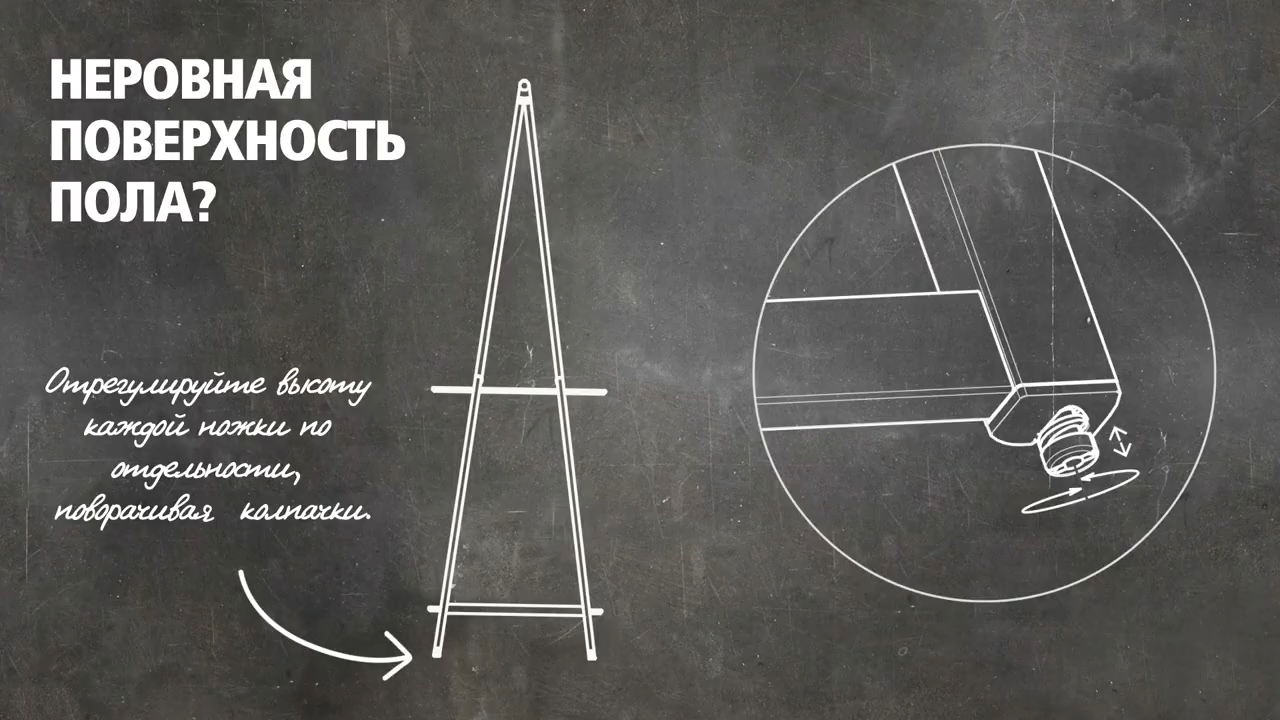 НЕРОВНАЯ
ПОВЕРХНОСТЬ
ПОЛА?
Отрегулируйте высоту
каждой ножки по
отдельности,
поворачивая колпачки.